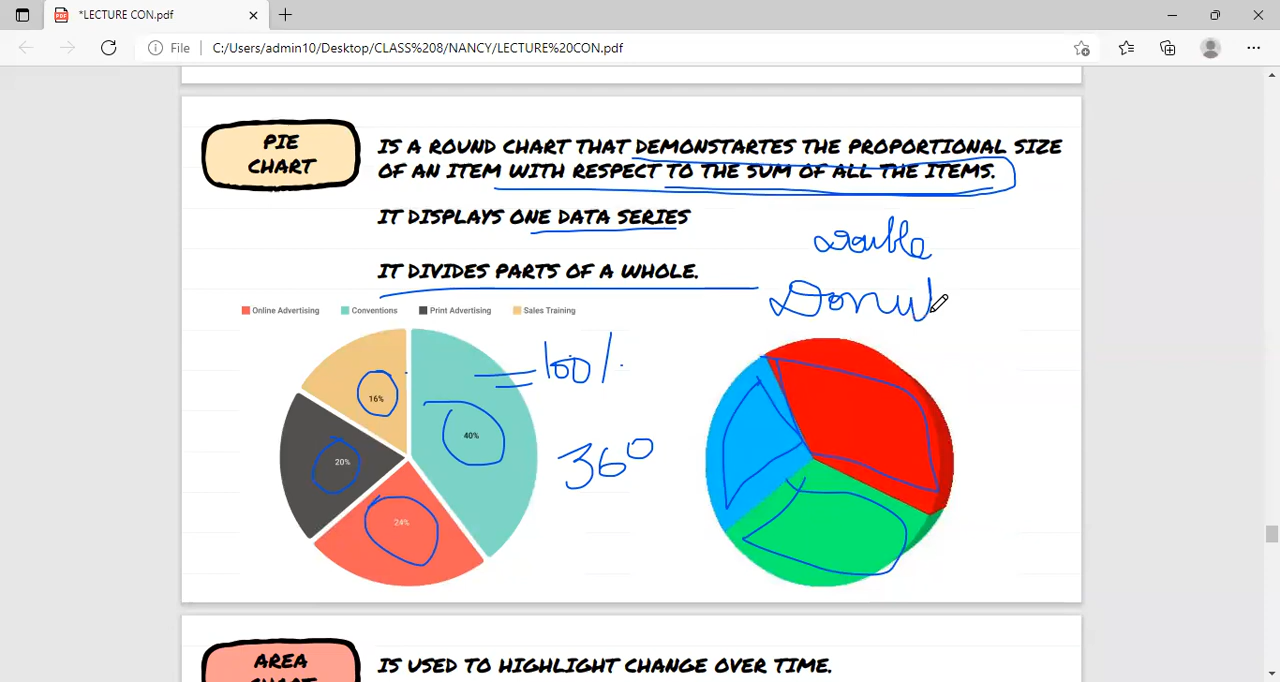 *LECTURE CON.pdf
File C:/Users/admin10/Desktop/CLASS%208/NANCY/LECTURE%20CON.pdf
PIE
CHART
IS A ROUND CHART THAT DEMONSTARTES THE PROPORTIONAL SIZE
OF AN ITEM WITH RESPECT TO THE SUM OF ALL THE ITEMS.
IT DISPLAYS ONE DATA SERIES
IT DIVIDES PARTS OF A WHOLE.
Donut
Online Advertising Conventions Print Advertising Sales Training
100%
16%
40%
20%
360
24%
AREA
CHART
IS USED TO HIGHLIGHT CHANGE OVER TIME.